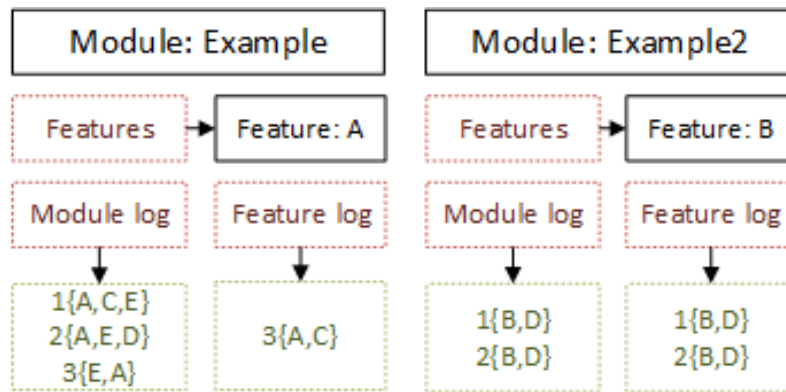 Module: Example
Module: Example2
Features
Feature: A
Features
Feature: B
Module log
Feature log
Module log
Feature log
1{A,C,E}
2{A,E,D}
3{E,A}
3{A,C}
1{B,D}
2{B,D}
1{B,D}
2{B,D}